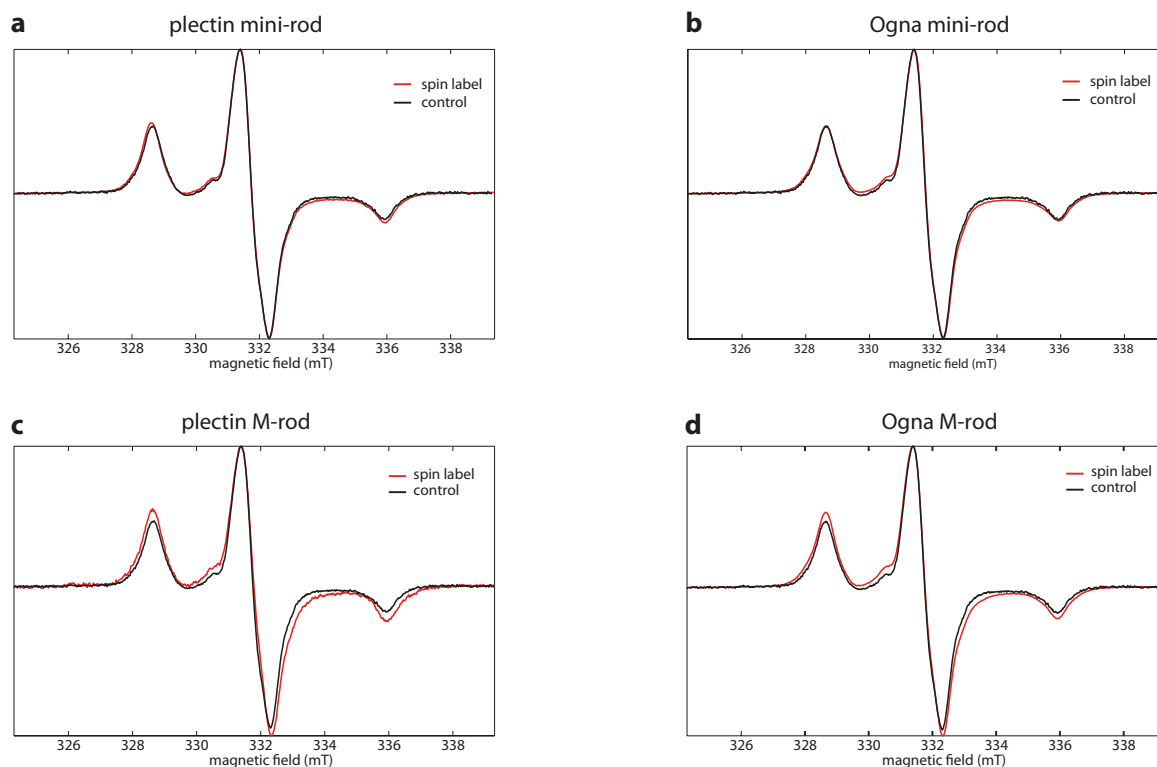 a
plectin mini-rod
spin label
control
326 328 330 332 334 336 338
magnetic field (mT)
b
Ogna mini-rod
spin label
control
326 328 330 332 334 336 338
magnetic field (mT)
c
plectin M-rod
spin label
control
326 328 330 332 334 336 338
magnetic field (mT)
d
Ogna M-rod
spin label
control
326 328 330 332 334 336 338
magnetic field (mT)